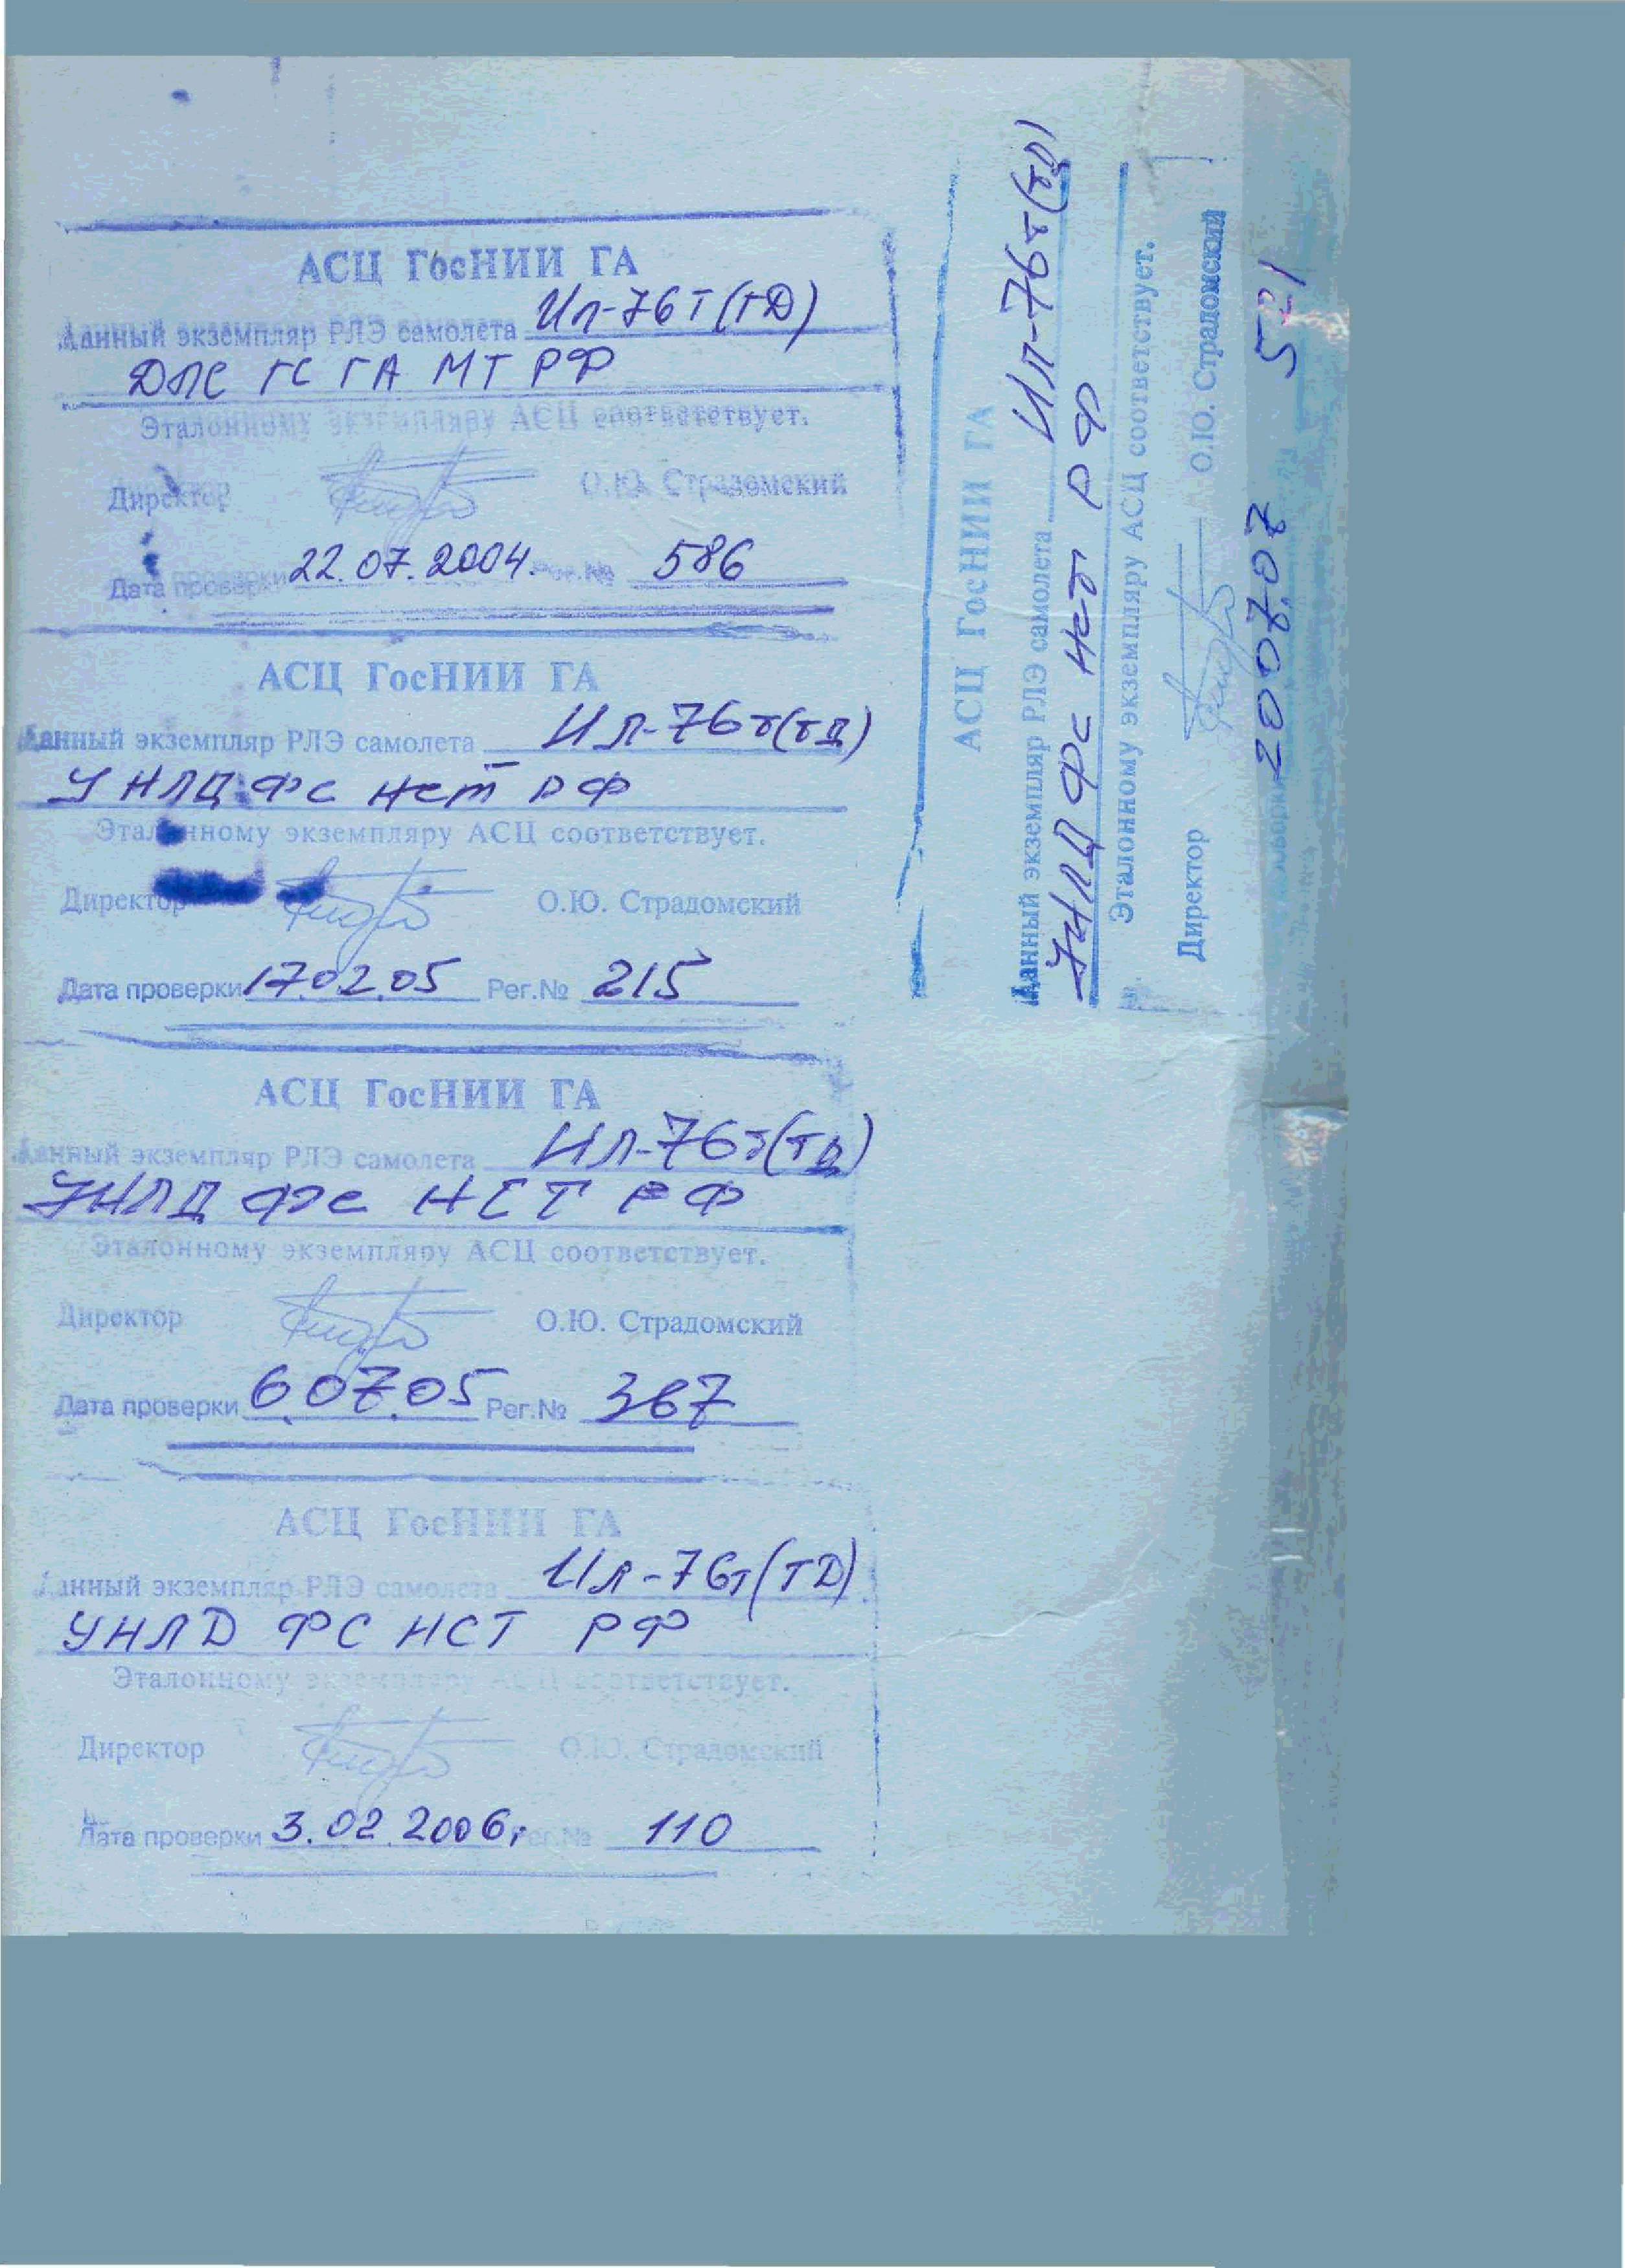 АСЦ ГосНИИ ГА
Данный экземпляр РЛЭ самолета Ил-76Т(ТД)
ДЛС ГС ГА МТ РФ
Эталонному экземпляру АСЦ соответствует.
Директор О.Ю. Страдомский
Дата проверки 22.07.2004. Рег.№ 586
АСЦ ГосНИИ ГА
Данный экземпляр РЛЭ самолета Ил-76т(тд)
УНЛД ФС нст РФ
Эталонному экземпляру АСЦ соответствует.
Директор О.Ю. Страдомский
Дата проверки 17.02.05 Рег.№ 215
АСЦ ГосНИИ ГА
Данный экземпляр РЛЭ самолета Ил-76т(тд)
УНЛД ФС НСТ РФ
Эталонному экземпляру АСЦ соответствует.
Директор О.Ю. Страдомский
Дата проверки 6.07.05 Рег.№ 367
АСЦ ГосНИИ ГА
Данный экземпляр РЛЭ самолета Ил-76т(ТД)
УНЛД ФС НСТ РФ
Эталонному экземпляру АСЦ соответствует.
Директор О.Ю. Страдомский
Дата проверки 3.02.2006г Рег.№ 110
АСЦ ГосНИИ ГА
Данный экземпляр РЛЭ самолета Ил-76т(тд)
УНЛД ФС нст РФ
Эталонному экземпляру АСЦ соответствует.
Директор О.Ю. Страдомский
2007.07 521